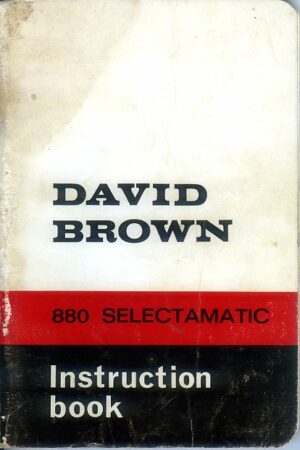 DAVID
BROWN
880 SELECTAMATIC
Instruction
book